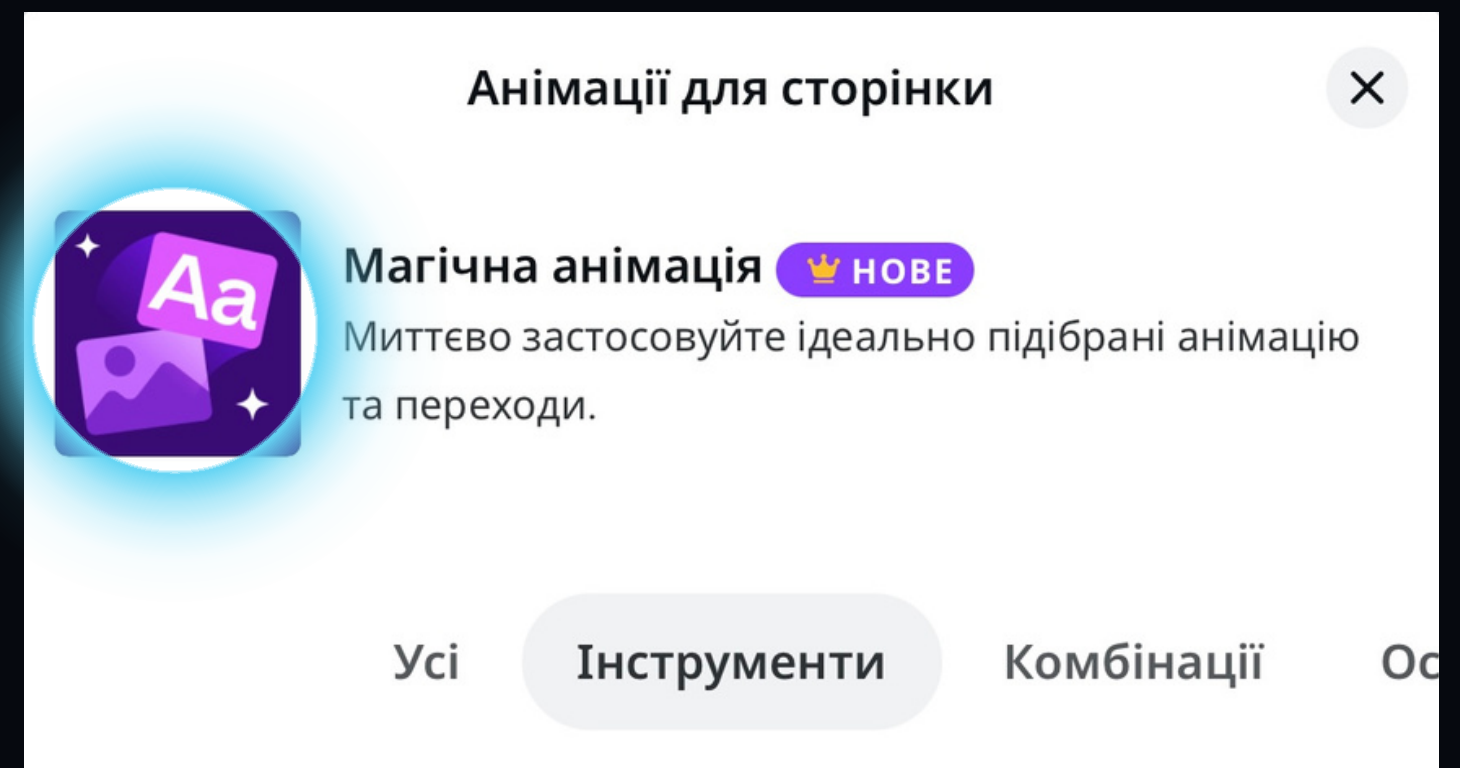 Анімації для сторінки
Aa
Магічна анімація НОВЕ
Миттєво застосовуйте ідеально підібрані анімацію
та переходи.
Усі Інструменти Комбінації